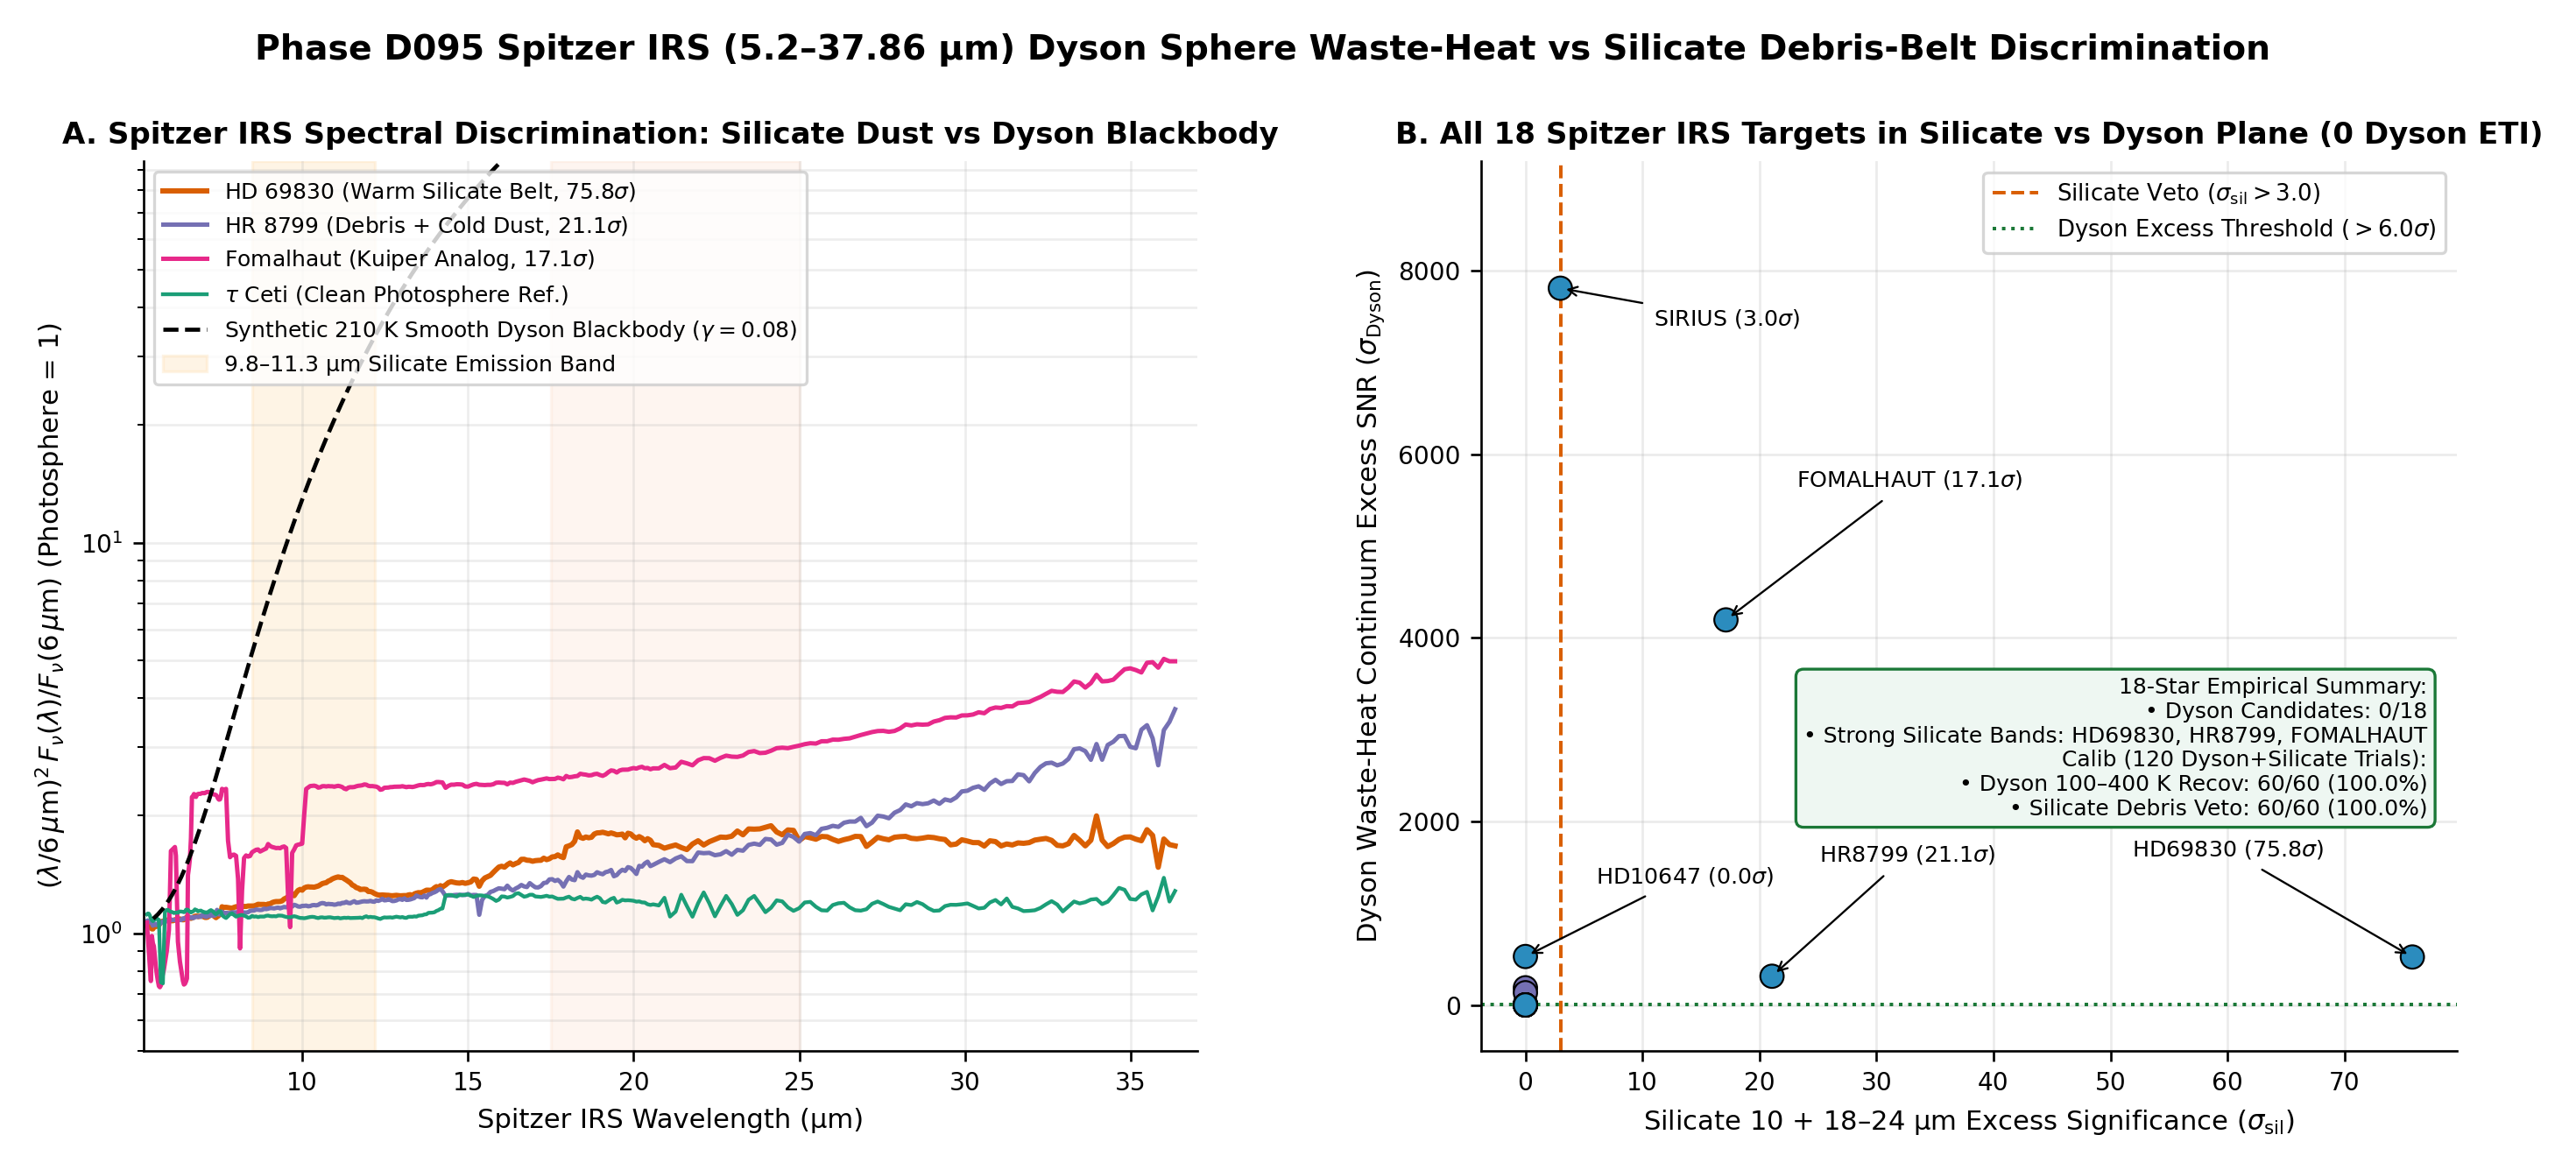 Phase D095 Spitzer IRS (5.2–37.86 µm) Dyson Sphere Waste-Heat vs Silicate Debris-Belt Discrimination
A. Spitzer IRS Spectral Discrimination: Silicate Dust vs Dyson Blackbody
HD 69830 (Warm Silicate Belt, 75.8σ)
HR 8799 (Debris + Cold Dust, 21.1σ)
Fomalhaut (Kuiper Analog, 17.1σ)
τ Ceti (Clean Photosphere Ref.)
Synthetic 210 K Smooth Dyson Blackbody (γ = 0.08)
9.8–11.3 µm Silicate Emission Band
(λ/6 µm)² Fν(λ)/Fν(6 µm) (Photosphere = 1)
10¹
10⁰
10 15 20 25 30 35
Spitzer IRS Wavelength (µm)
B. All 18 Spitzer IRS Targets in Silicate vs Dyson Plane (0 Dyson ETI)
Silicate Veto (σ_sil > 3.0)
Dyson Excess Threshold ( > 6.0σ)
Dyson Waste-Heat Continuum Excess SNR (σ_Dyson)
8000
6000
4000
2000
0
SIRIUS (3.0σ)
FOMALHAUT (17.1σ)
18-Star Empirical Summary:
• Dyson Candidates: 0/18
• Strong Silicate Bands: HD69830, HR8799, FOMALHAUT
Calib (120 Dyson+Silicate Trials):
• Dyson 100–400 K Recov: 60/60 (100.0%)
• Silicate Debris Veto: 60/60 (100.0%)
HD10647 (0.0σ)
HR8799 (21.1σ)
HD69830 (75.8σ)
0 10 20 30 40 50 60 70
Silicate 10 + 18–24 µm Excess Significance (σ_sil)